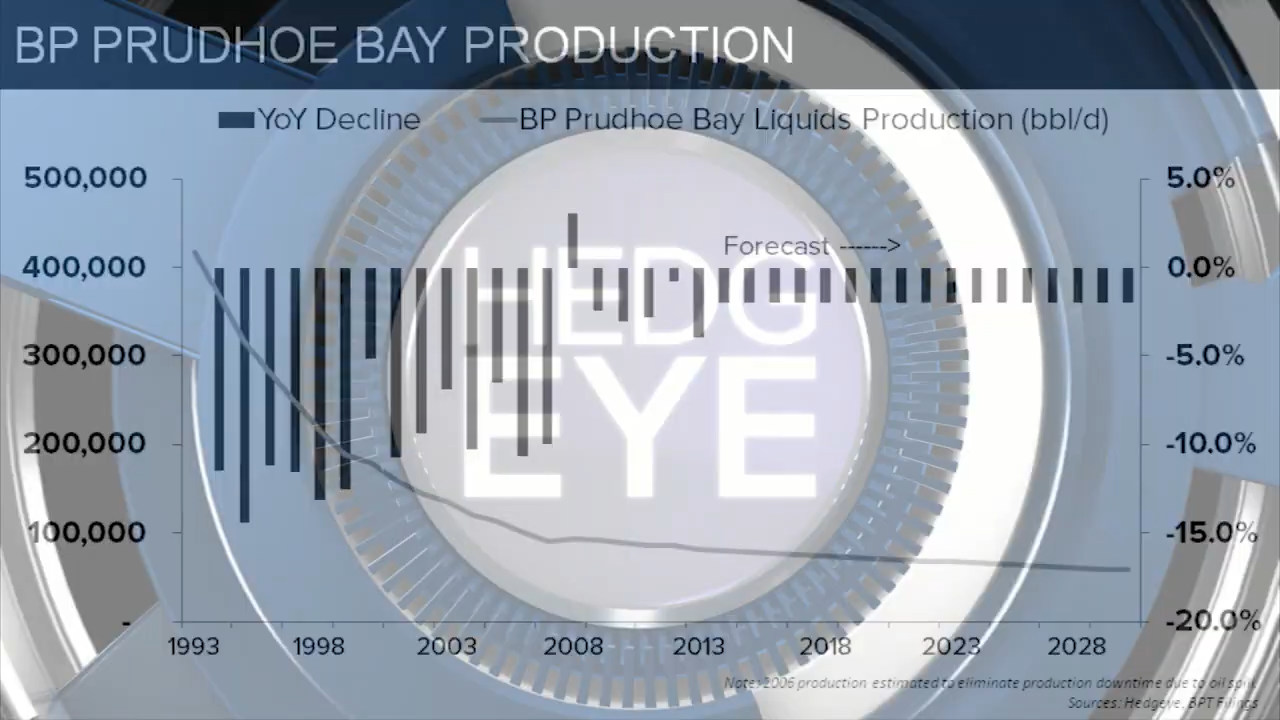 BP PRUDHOE BAY PRODUCTION
YoY Decline BP Prudhoe Bay Liquids Production (bbl/d)
500,000 5.0%
Forecast ------>
400,000 0.0%
HEDG
EYE
300,000 -5.0%
200,000 -10.0%
100,000 -15.0%
- -20.0%
1993 1998 2003 2008 2013 2018 2023 2028
Note: 2006 production estimated to eliminate production downtime due to oil spill.
Sources: Hedgeye, BPT Filings